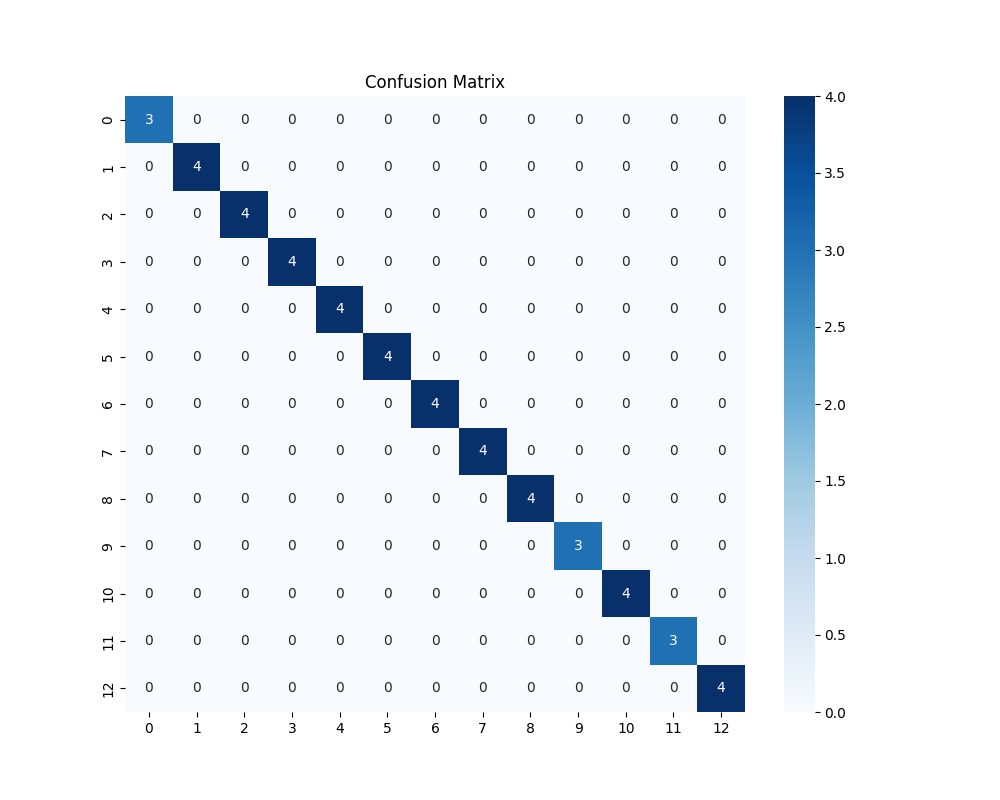 Confusion Matrix
0 3 0 0 0 0 0 0 0 0 0 0 0 0
1 0 4 0 0 0 0 0 0 0 0 0 0 0
2 0 0 4 0 0 0 0 0 0 0 0 0 0
3 0 0 0 4 0 0 0 0 0 0 0 0 0
4 0 0 0 0 4 0 0 0 0 0 0 0 0
5 0 0 0 0 0 4 0 0 0 0 0 0 0
6 0 0 0 0 0 0 4 0 0 0 0 0 0
7 0 0 0 0 0 0 0 4 0 0 0 0 0
8 0 0 0 0 0 0 0 0 4 0 0 0 0
9 0 0 0 0 0 0 0 0 0 3 0 0 0
10 0 0 0 0 0 0 0 0 0 0 4 0 0
11 0 0 0 0 0 0 0 0 0 0 0 3 0
12 0 0 0 0 0 0 0 0 0 0 0 0 4
0 1 2 3 4 5 6 7 8 9 10 11 12
4.0
3.5
3.0
2.5
2.0
1.5
1.0
0.5
0.0